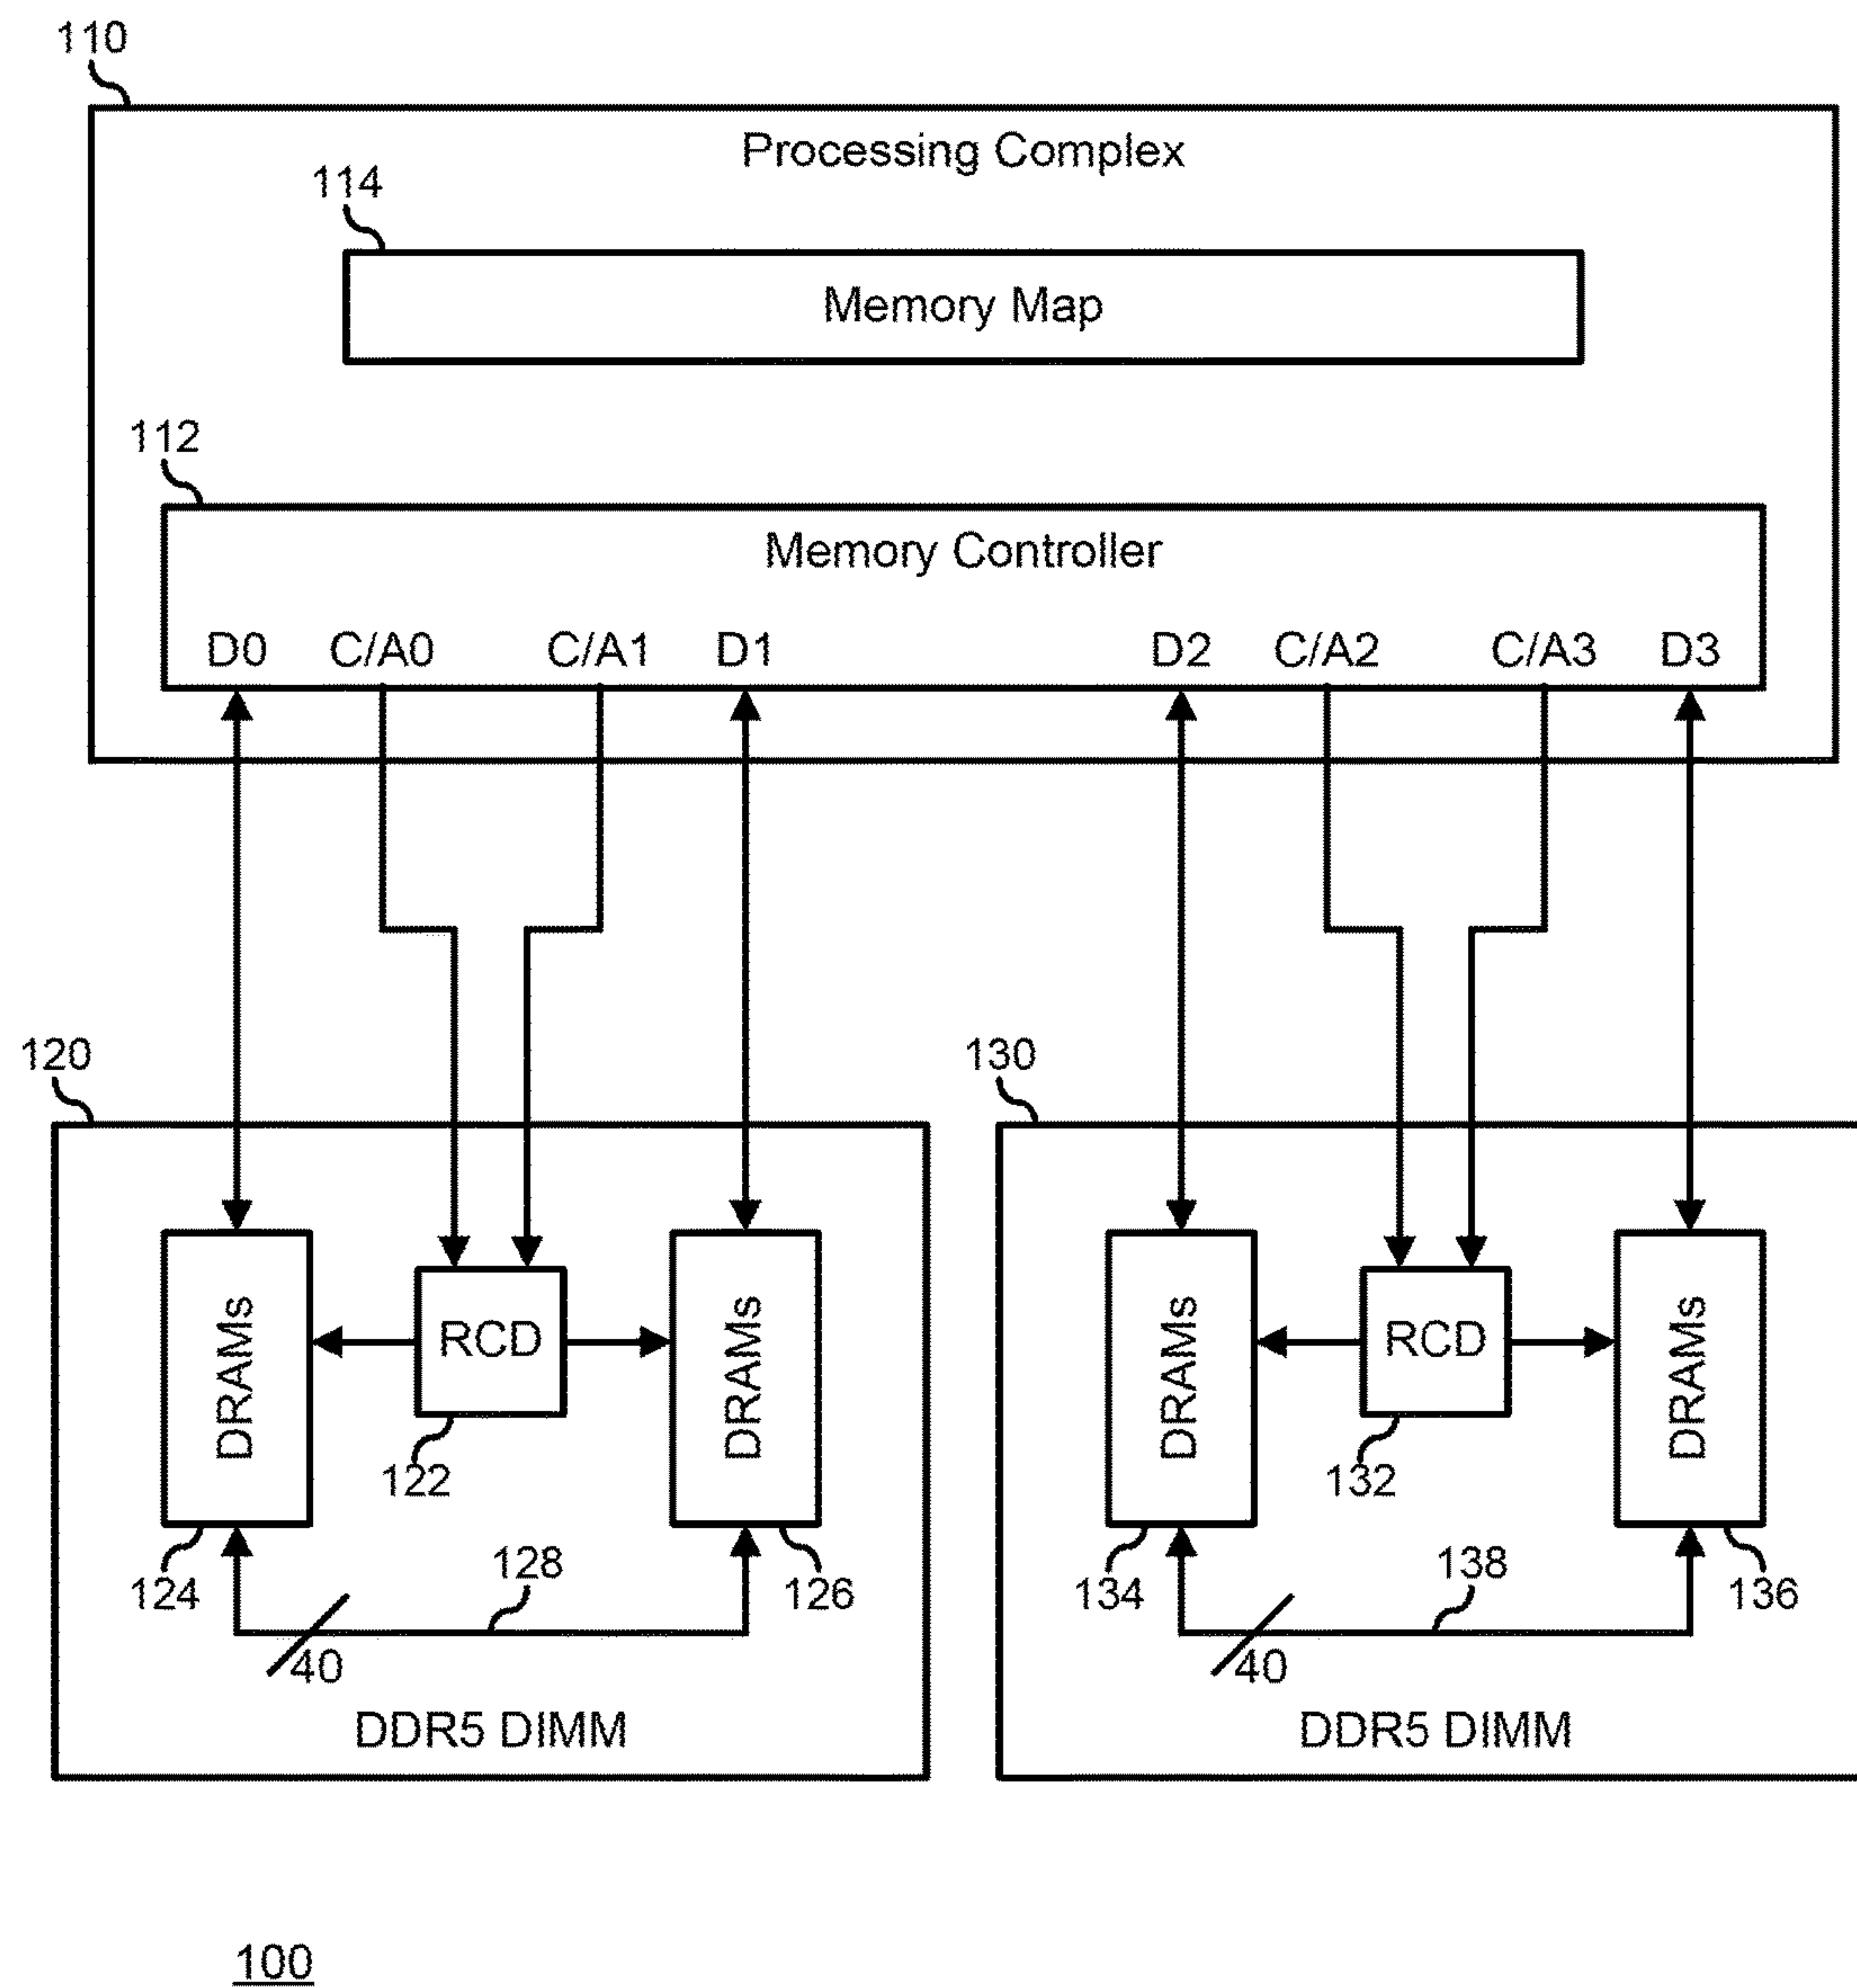 110
Processing Complex
114
Memory Map
112
Memory Controller
D0 C/A0 C/A1 D1 D2 C/A2 C/A3 D3
120 130
DRAMs RCD DRAMs DRAMs RCD DRAMs
122 132
124 128 126 134 138 136
40 40
DDR5 DIMM DDR5 DIMM
100